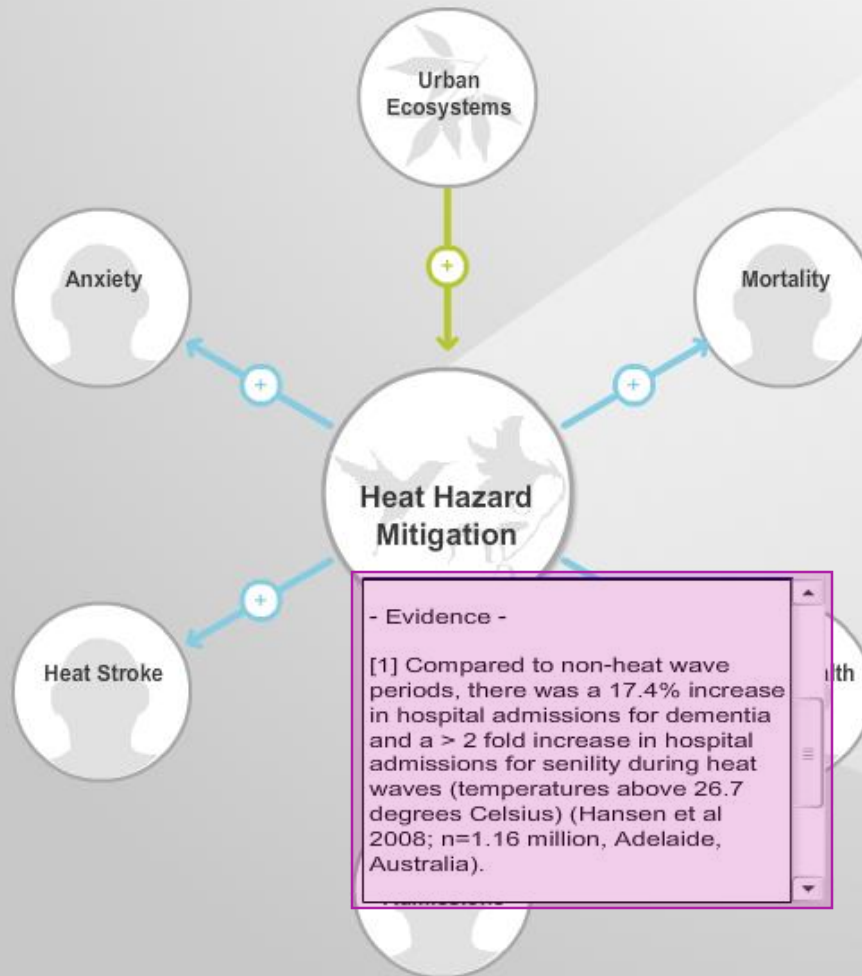 Urban
Ecosystems
Anxiety
Mortality
Heat Hazard
Mitigation
Heat Stroke
- Evidence -
[1] Compared to non-heat wave
periods, there was a 17.4% increase
in hospital admissions for dementia
and a > 2 fold increase in hospital
admissions for senility during heat
waves (temperatures above 26.7
degrees Celsius) (Hansen et al
2008; n=1.16 million, Adelaide,
Australia).